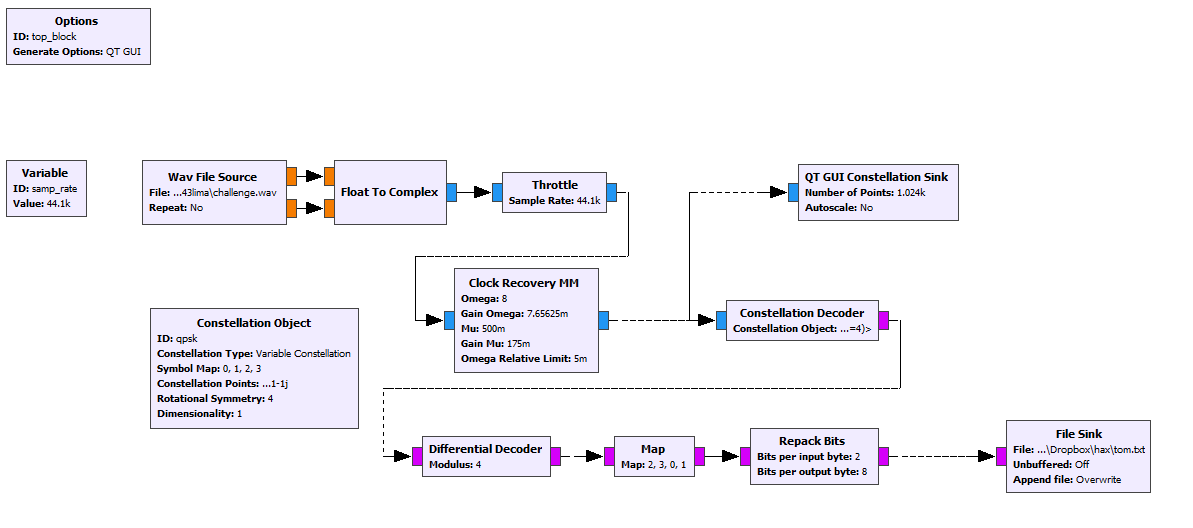 Options
ID: top_block
Generate Options: QT GUI
Variable
ID: samp_rate
Value: 44.1k
Wav File Source
File: ...43lima\challenge.wav
Repeat: No
Float To Complex
Throttle
Sample Rate: 44.1k
QT GUI Constellation Sink
Number of Points: 1.024k
Autoscale: No
Clock Recovery MM
Omega: 8
Gain Omega: 7.65625m
Mu: 500m
Gain Mu: 175m
Omega Relative Limit: 5m
Constellation Decoder
Constellation Object: ...=4)>
Constellation Object
ID: qpsk
Constellation Type: Variable Constellation
Symbol Map: 0, 1, 2, 3
Constellation Points: ...1-1j
Rotational Symmetry: 4
Dimensionality: 1
Differential Decoder
Modulus: 4
Map
Map: 2, 3, 0, 1
Repack Bits
Bits per input byte: 2
Bits per output byte: 8
File Sink
File: ...\Dropbox\hax\tom.txt
Unbuffered: Off
Append file: Overwrite